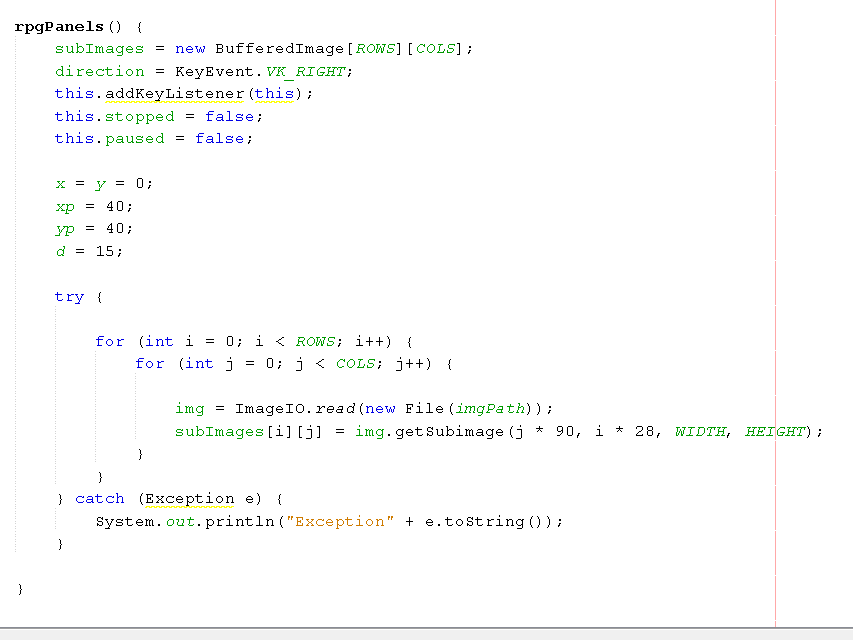 rpgPanels() {
    subImages = new BufferedImage[ROWS][COLS];
    direction = KeyEvent.VK_RIGHT;
    this.addKeyListener(this);
    this.stopped = false;
    this.paused = false;

    x = y = 0;
    xp = 40;
    yp = 40;
    d = 15;

    try {

        for (int i = 0; i < ROWS; i++) {
            for (int j = 0; j < COLS; j++) {

                img = ImageIO.read(new File(imgPath));
                subImages[i][j] = img.getSubimage(j * 90, i * 28, WIDTH, HEIGHT);
            }
        }
    } catch (Exception e) {
        System.out.println("Exception" + e.toString());
    }

}